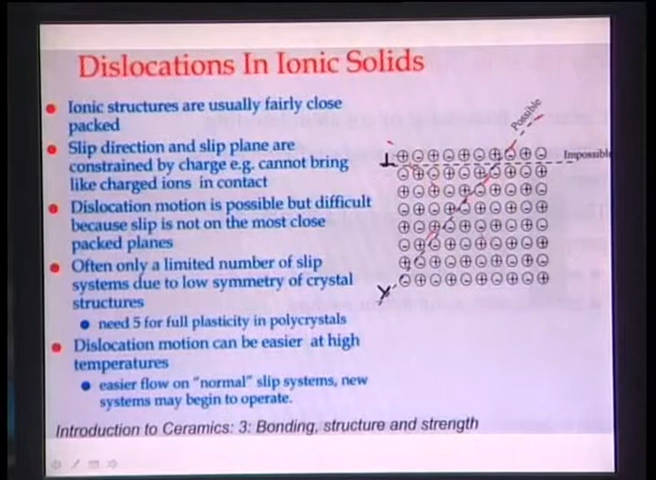 Dislocations In Ionic Solids
Ionic structures are usually fairly close
packed
Slip direction and slip plane are
constrained by charge e.g. cannot bring
like charged ions in contact
Dislocation motion is possible but difficult
because slip is not on the most close
packed planes
Often only a limited number of slip
systems due to low symmetry of crystal
structures
need 5 for full plasticity in polycrystals
Dislocation motion can be easier at high
temperatures
easier flow on "normal" slip systems, new
systems may begin to operate.
Possible
Impossible
Introduction to Ceramics: 3: Bonding, structure and strength